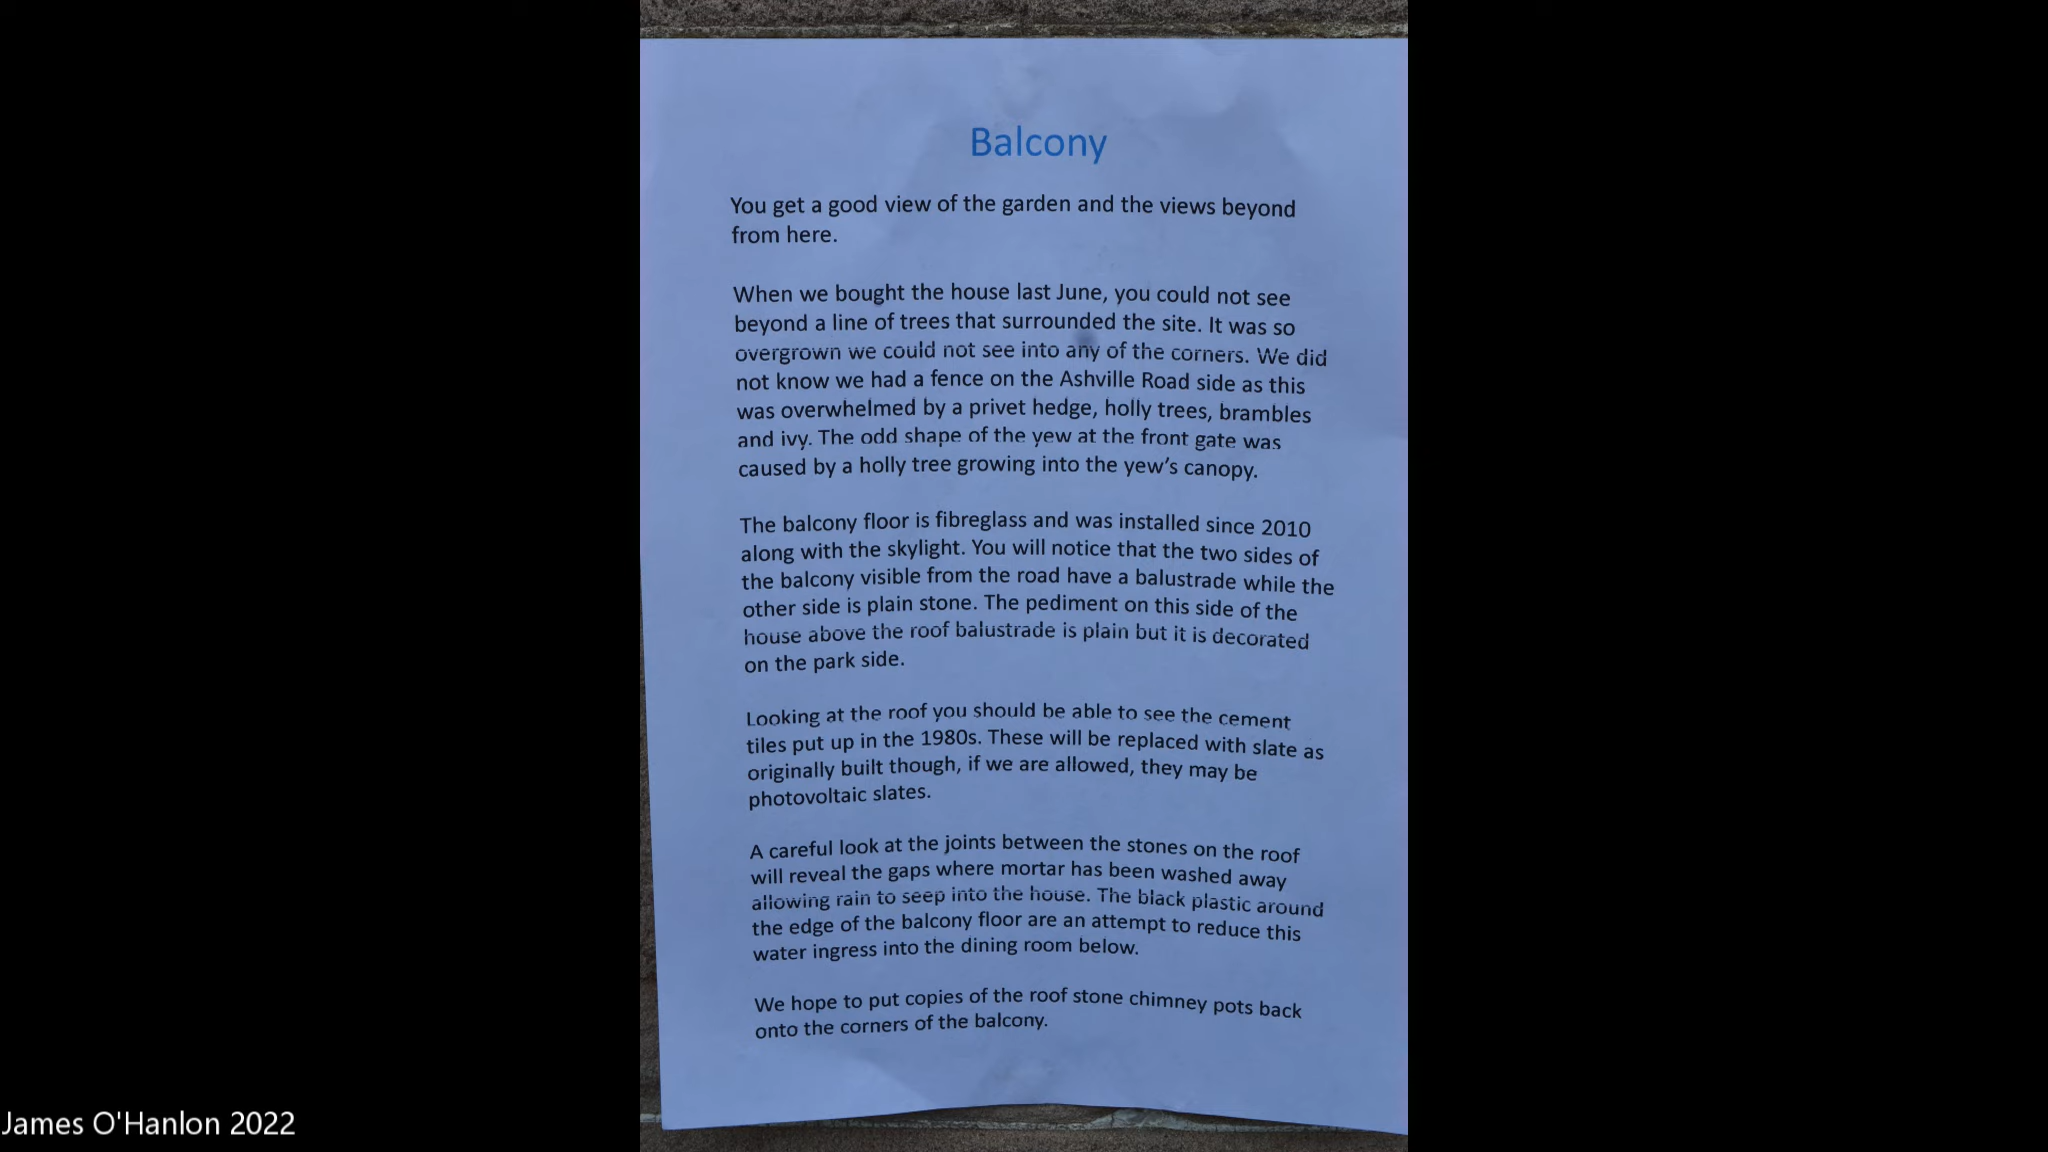 Balcony
You get a good view of the garden and the views beyond
from here.
When we bought the house last June, you could not see
beyond a line of trees that surrounded the site. It was so
overgrown we could not see into any of the corners. We did
not know we had a fence on the Ashville Road side as this
was overwhelmed by a privet hedge, holly trees, brambles
and ivy. The odd shape of the yew at the front gate was
caused by a holly tree growing into the yew’s canopy.
The balcony floor is fibreglass and was installed since 2010
along with the skylight. You will notice that the two sides of
the balcony visible from the road have a balustrade while the
other side is plain stone. The pediment on this side of the
house above the roof balustrade is plain but it is decorated
on the park side.
Looking at the roof you should be able to see the cement
tiles put up in the 1980s. These will be replaced with slate as
originally built though, if we are allowed, they may be
photovoltaic slates.
A careful look at the joints between the stones on the roof
will reveal the gaps where mortar has been washed away
allowing rain to seep into the house. The black plastic around
the edge of the balcony floor are an attempt to reduce this
water ingress into the dining room below.
We hope to put copies of the roof stone chimney pots back
onto the corners of the balcony.
James O'Hanlon 2022